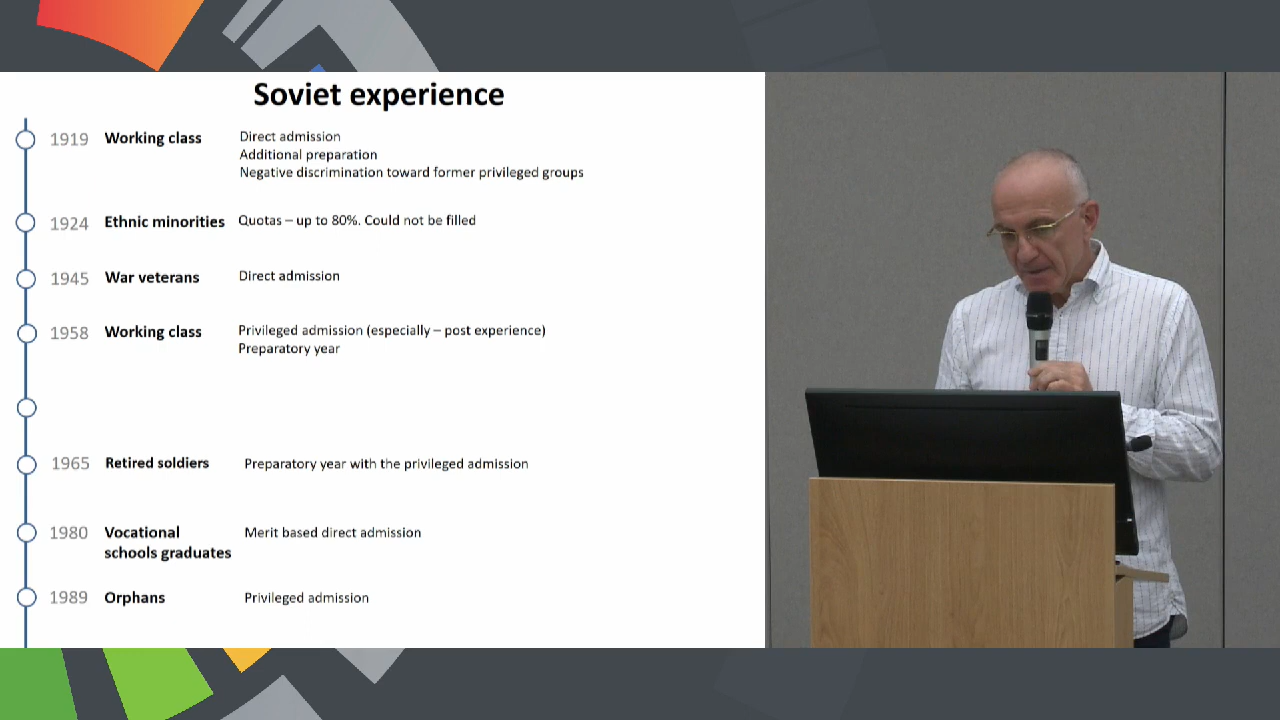 Soviet experience
1919 Working class Direct admission
Additional preparation
Negative discrimination toward former privileged groups
1924 Ethnic minorities Quotas – up to 80%. Could not be filled
1945 War veterans Direct admission
1958 Working class Privileged admission (especially – post experience)
Preparatory year
1965 Retired soldiers Preparatory year with the privileged admission
1980 Vocational Merit based direct admission
schools graduates
1989 Orphans Privileged admission